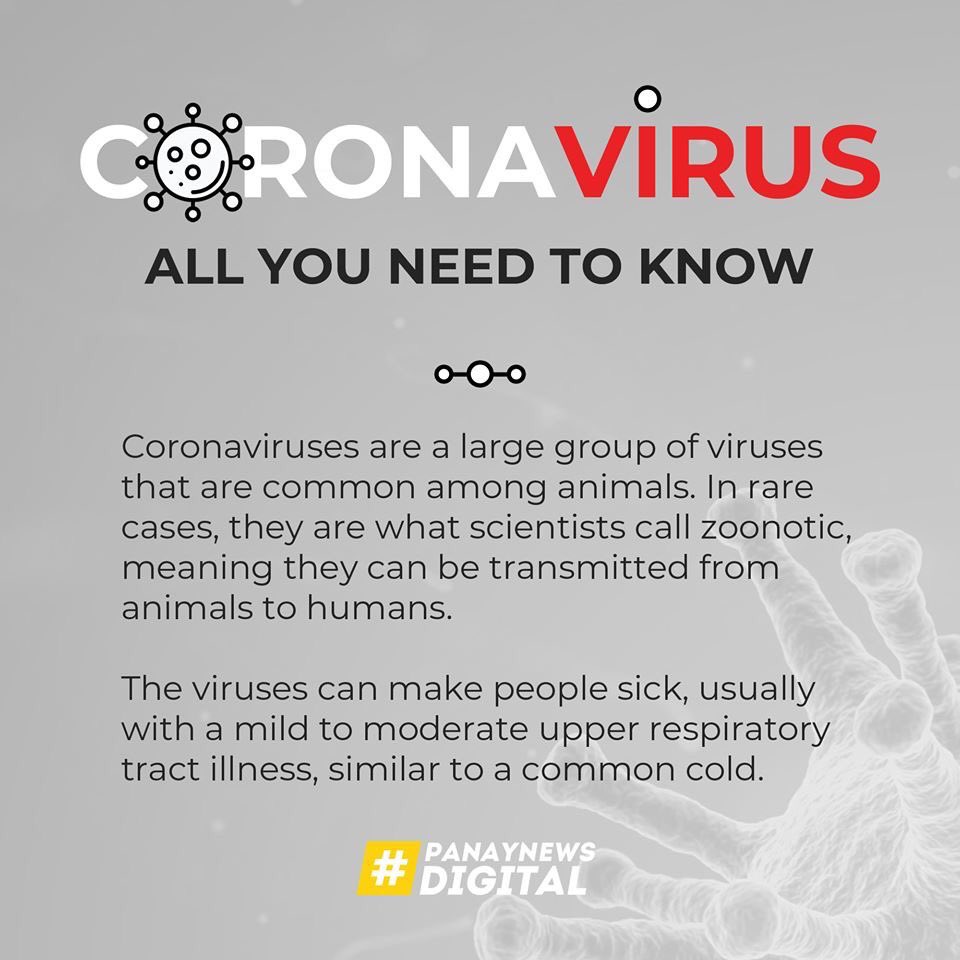 CORONAVIRUS
ALL YOU NEED TO KNOW
Coronaviruses are a large group of viruses
that are common among animals. In rare
cases, they are what scientists call zoonotic,
meaning they can be transmitted from
animals to humans.
The viruses can make people sick, usually
with a mild to moderate upper respiratory
tract illness, similar to a common cold.
# PANAYNEWS
DIGITAL